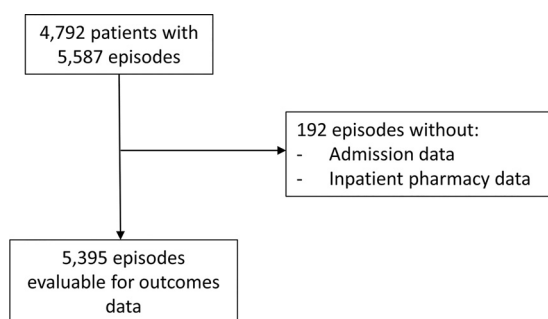 4,792 patients with
5,587 episodes
192 episodes without:
- Admission data
- Inpatient pharmacy data
5,395 episodes
evaluable for outcomes
data